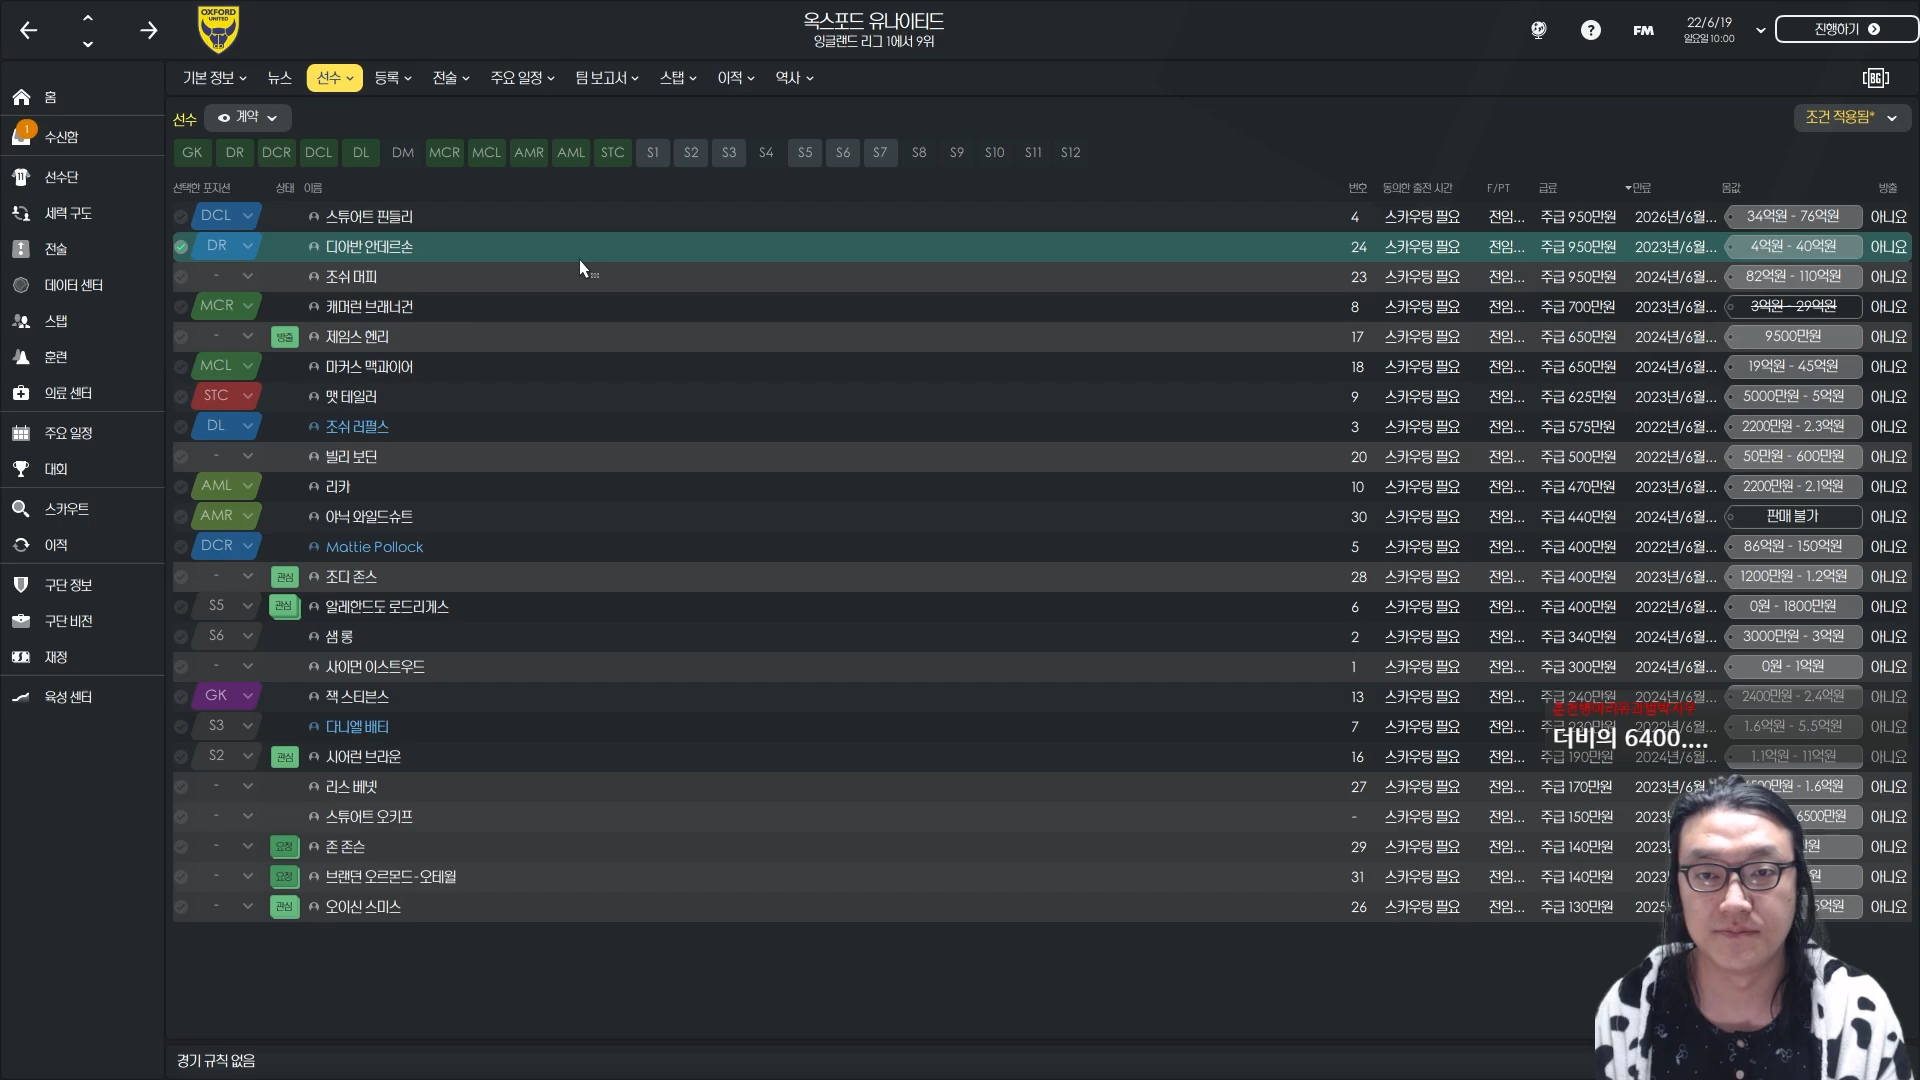 OXFORD UNITED
옥스포드 유나이티드
잉글랜드 리그 1에서 9위
FM
22/6/19
일요일 10:00
진행하기
기본 정보 뉴스 선수 등록 전술 주요 일정 팀 보고서 스탭 이적 역사
BG
홈
1
수신함
선수단
세력 구도
전술
데이터 센터
스탭
훈련
의료 센터
주요 일정
대회
스카우트
이적
구단 정보
구단 비전
재정
육성 센터
선수 계약 조건 적용됨*
GK DR DCR DCL DL DM MCR MCL AMR AML STC S1 S2 S3 S4 S5 S6 S7 S8 S9 S10 S11 S12
선택한 포지션 상태 이름 번호 동의한 출전 시간 F/PT 급료 만료 몸값 방출
DCL 스튜어트 핀들리 4 스카우팅 필요 전임... 주급 950만원 2026년/6월... 34억원 - 76억원 아니요
DR 디아반 안데르손 24 스카우팅 필요 전임... 주급 950만원 2023년/6월... 4억원 - 40억원 아니요
- 조쉬 머피 23 스카우팅 필요 전임... 주급 950만원 2024년/6월... 82억원 - 110억원 아니요
MCR 캐머런 브래너건 8 스카우팅 필요 전임... 주급 700만원 2023년/6월... 3억원 - 29억원 아니요
- 방출 제임스 헨리 17 스카우팅 필요 전임... 주급 650만원 2024년/6월... 9500만원 아니요
MCL 마커스 맥과이어 18 스카우팅 필요 전임... 주급 650만원 2024년/6월... 19억원 - 45억원 아니요
STC 맷 테일러 9 스카우팅 필요 전임... 주급 625만원 2023년/6월... 5000만원 - 5억원 아니요
DL 조쉬 러펄스 3 스카우팅 필요 전임... 주급 575만원 2022년/6월... 2200만원 - 2.3억원 아니요
- 빌리 보딘 20 스카우팅 필요 전임... 주급 500만원 2022년/6월... 50만원 - 600만원 아니요
AML 리카 10 스카우팅 필요 전임... 주급 470만원 2023년/6월... 2200만원 - 2.1억원 아니요
AMR 야닉 와일드슈트 30 스카우팅 필요 전임... 주급 440만원 2024년/6월... 판매 불가 아니요
DCR Mattie Pollock 5 스카우팅 필요 전임... 주급 400만원 2022년/6월... 86억원 - 150억원 아니요
- 관심 조디 존스 28 스카우팅 필요 전임... 주급 400만원 2023년/6월... 1200만원 - 1.2억원 아니요
S5 관심 알레한드도 로드리게스 6 스카우팅 필요 전임... 주급 400만원 2022년/6월... 0원 - 1800만원 아니요
S6 샘 롱 2 스카우팅 필요 전임... 주급 340만원 2024년/6월... 3000만원 - 3억원 아니요
- 사이먼 이스트우드 1 스카우팅 필요 전임... 주급 300만원 2024년/6월... 0원 - 1억원 아니요
GK 잭 스티븐스 13 스카우팅 필요 전임... 주급 240만원 2024년/6월... 2400만원 - 2.4억원 아니요
S3 다니엘 배티 7 스카우팅 필요 전임... 주급 230만원 2022년/6월... 1.6억원 - 5.5억원 아니요
더비의 6400....
S2 관심 시어런 브라운 16 스카우팅 필요 전임... 주급 190만원 2024년/6월... 1.1억원 - 11억원 아니요
- 리스 베넷 27 스카우팅 필요 전임... 주급 170만원 2023년/6월... - 1.6억원 아니요
- 스튜어트 오키프 - 스카우팅 필요 전임... 주급 150만원 2023 6500만원 아니요
- 요청 존 존슨 29 스카우팅 필요 전임... 주급 140만원 2023 아니요
- 요청 브랜던 오르몬드-오테윌 31 스카우팅 필요 전임... 주급 140만원 2023 원 아니요
- 관심 오이신 스미스 26 스카우팅 필요 전임... 주급 130만원 2025 아니요
경기 규칙 없음